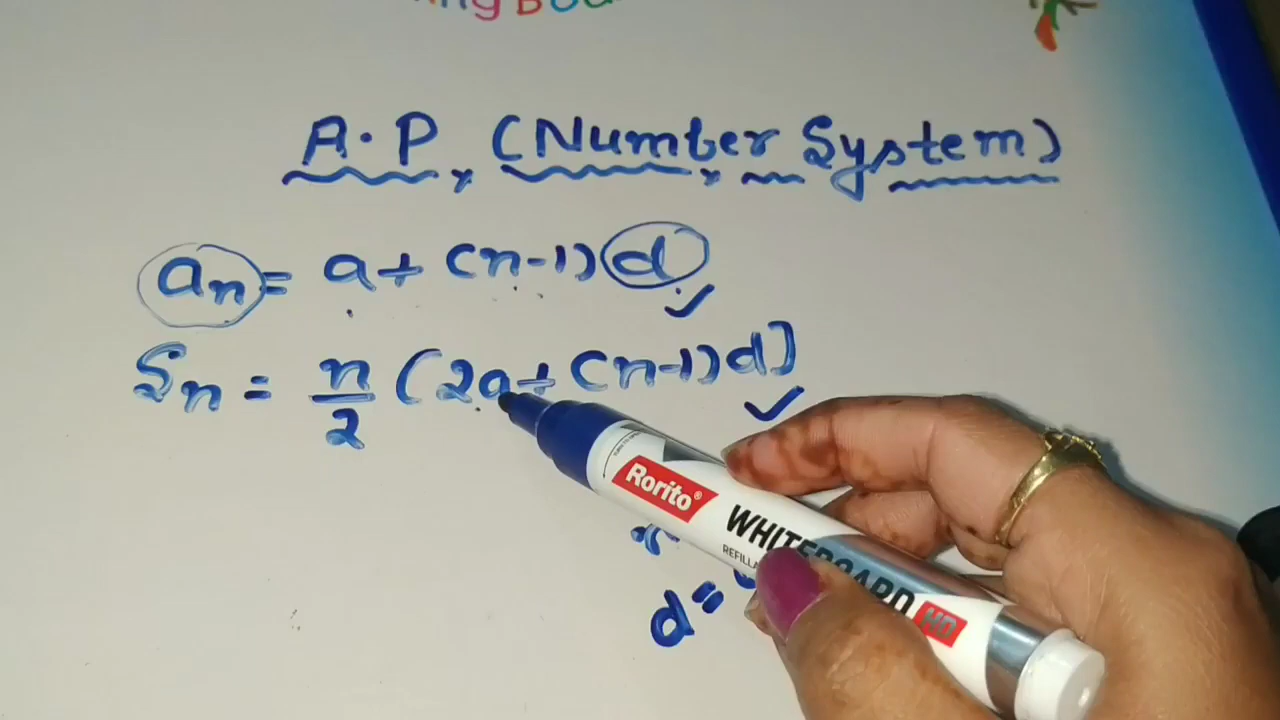 A.P (Number System)
an = a + (n-1)d
Sn = n/2 (2a + (n-1)d]
d =
Rorito®
WHITEBOARD
HD